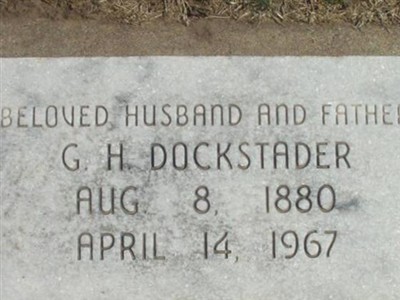 BELOVED HUSBAND AND FATHER
G. H. DOCKSTADER
AUG. 8, 1880
APRIL 14, 1967